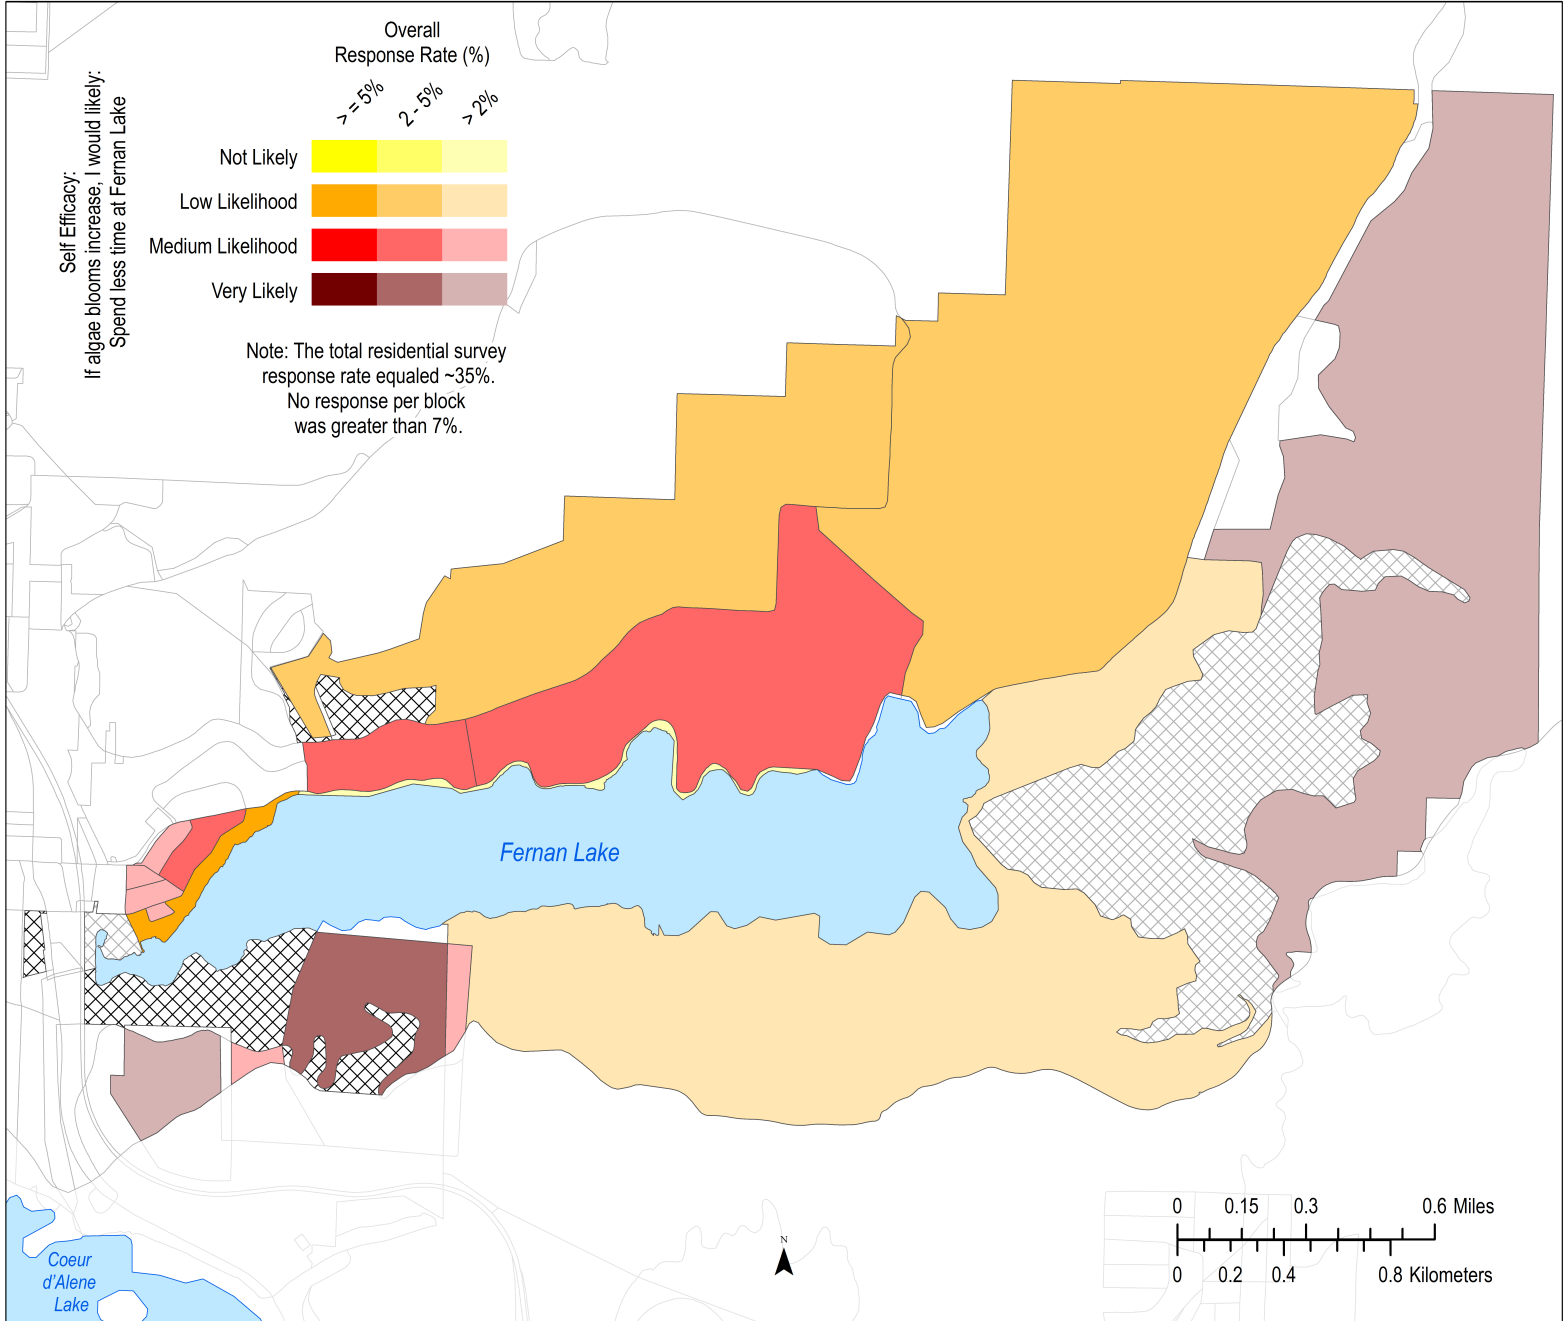 Overall
Response Rate (%)
> = 5%
2 - 5%
> 2%
Self Efficacy:
If algae blooms increase, I would likely:
Spend less time at Fernan Lake
Not Likely
Low Likelihood
Medium Likelihood
Very Likely
Note: The total residential survey
response rate equaled ~35%.
No response per block
was greater than 7%.
Fernan Lake
Coeur
d'Alene
Lake
N
0 0.15 0.3 0.6 Miles
0 0.2 0.4 0.8 Kilometers